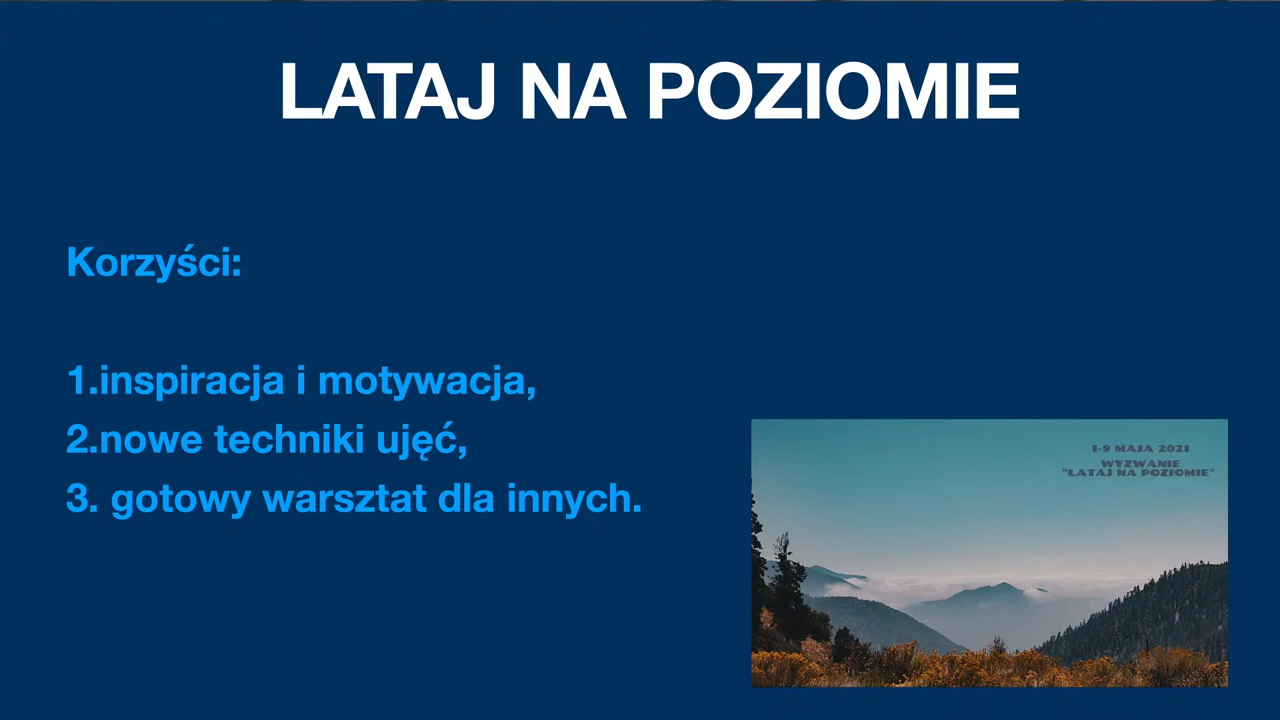 LATAJ NA POZIOMIE
Korzyści:
1.inspiracja i motywacja,
2.nowe techniki ujęć,
3. gotowy warsztat dla innych.
1-9 MAJA 2021
WYZWANIE
"LATAJ NA POZIOMIE"